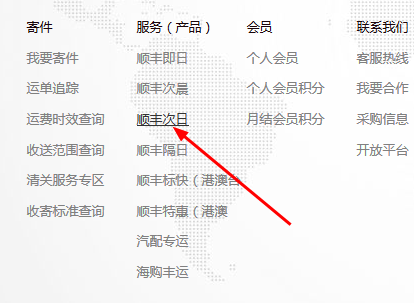 寄件 服务（产品） 会员 联系我们
我要寄件 顺丰即日 个人会员 客服热线
运单追踪 顺丰次晨 个人会员积分 我要合作
运费时效查询 顺丰次日 月结会员积分 采购信息
收送范围查询 顺丰隔日 开放平台
清关服务专区 顺丰标快（港澳台
收寄标准查询 顺丰特惠（港澳
汽配专运
海购丰运